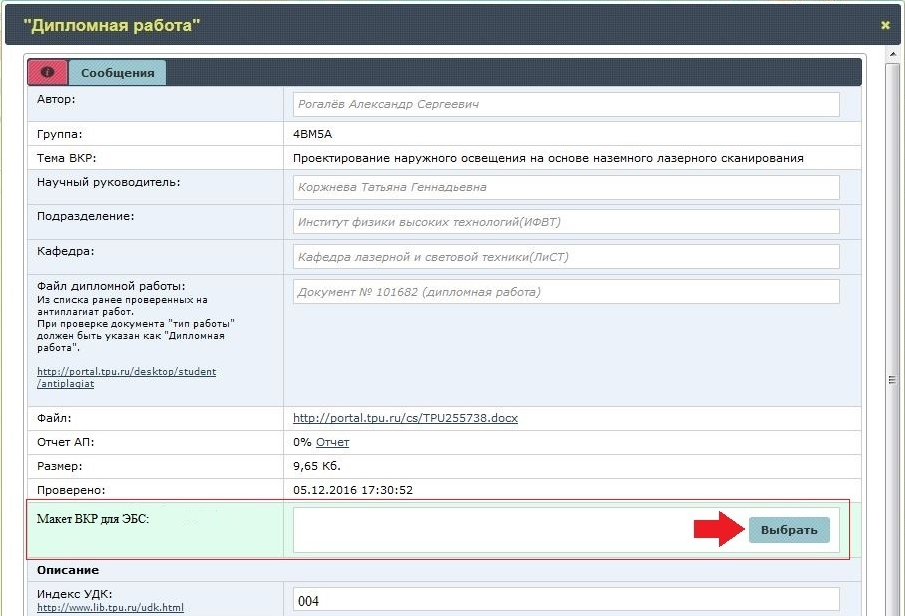 "Дипломная работа"
Сообщения
Автор:
Рогалёв Александр Сергеевич
Группа:
4BM5A
Тема ВКР:
Проектирование наружного освещения на основе наземного лазерного сканирования
Научный руководитель:
Коржнева Татьяна Геннадьевна
Подразделение:
Институт физики высоких технологий(ИФВТ)
Кафедра:
Кафедра лазерной и световой техники(ЛиСТ)
Файл дипломной работы:
Документ № 101682 (дипломная работа)
Из списка ранее проверенных на
антиплагиат работ.
При проверке документа "тип работы"
должен быть указан как "Дипломная
работа".
http://portal.tpu.ru/desktop/student
/antiplagiat
Файл:
http://portal.tpu.ru/cs/TPU255738.docx
Отчет АП:
0% Отчет
Размер:
9,65 Кб.
Проверено:
05.12.2016 17:30:52
Макет ВКР для ЭБС:
Выбрать
Описание
Индекс УДК:
http://www.lib.tpu.ru/udk.html
004